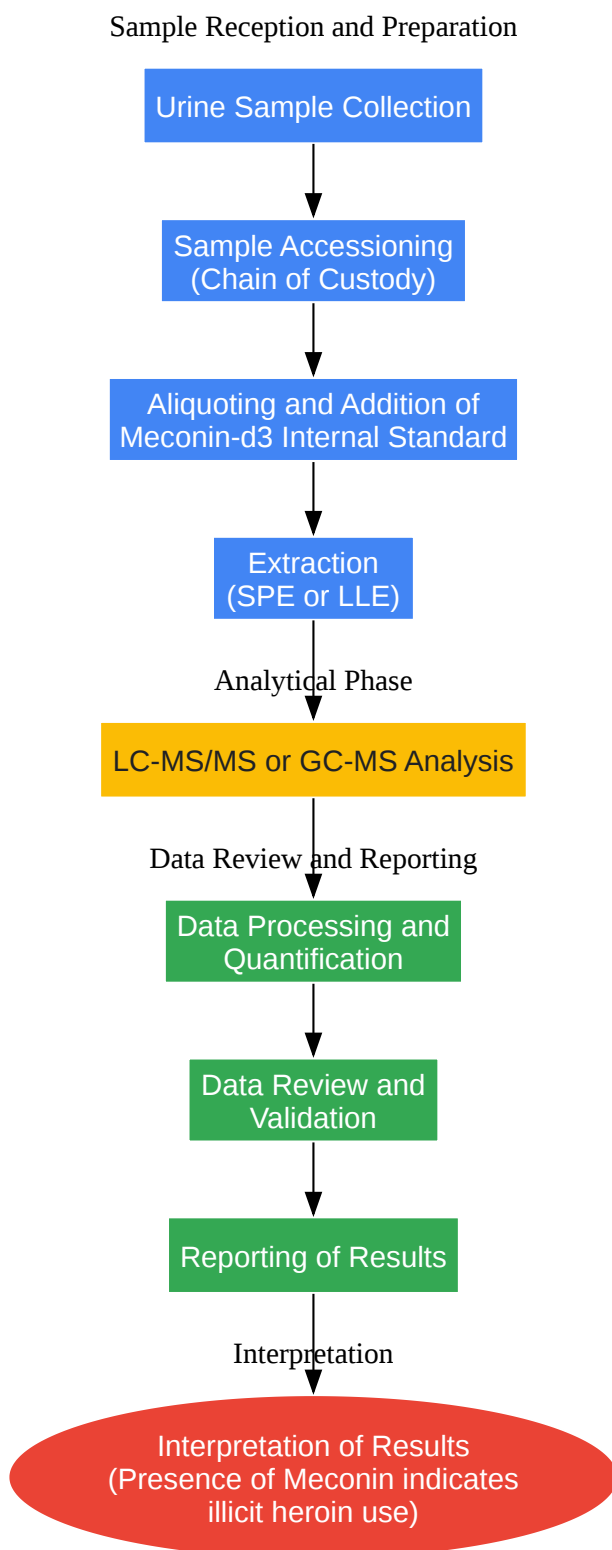 Sample Reception and Preparation
Urine Sample Collection
Sample Accessioning
(Chain of Custody)
Aliquoting and Addition of
Meconin-d3 Internal Standard
Extraction
(SPE or LLE)
Analytical Phase
LC-MS/MS or GC-MS Analysis
Data Review and Reporting
Data Processing and
Quantification
Data Review and
Validation
Reporting of Results
Interpretation
Interpretation of Results
(Presence of Meconin indicates
illicit heroin use)